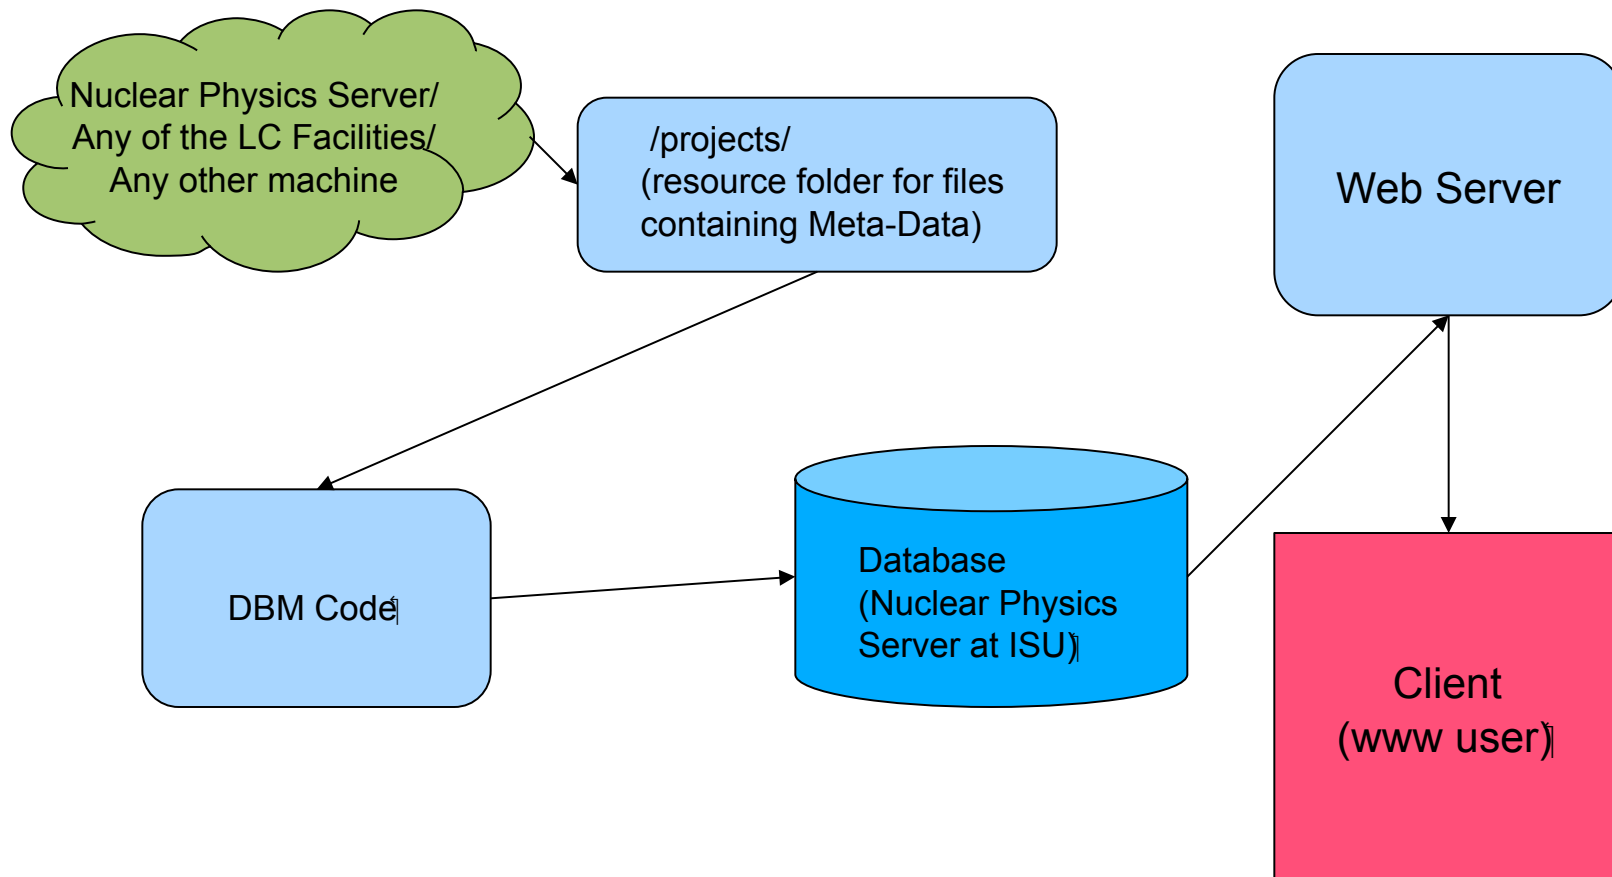 Nuclear Physics Server/
Any of the LC Facilities/
Any other machine
/projects/
(resource folder for files
containing Meta-Data)
Web Server
DBM Code
Database
(Nuclear Physics
Server at ISU)
Client
(www user)